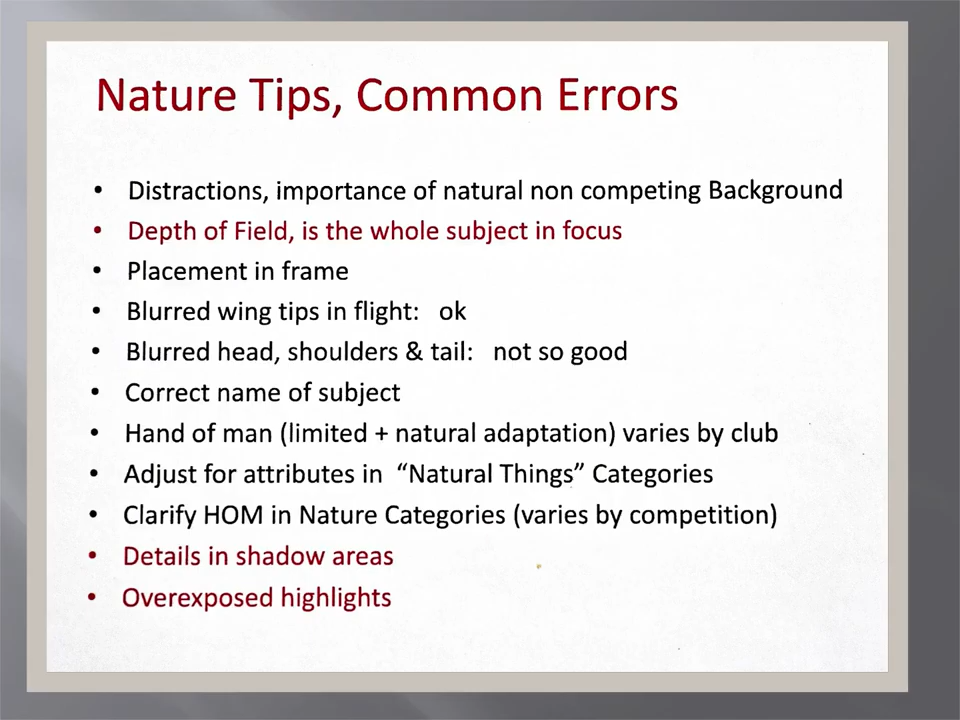 Nature Tips, Common Errors
• Distractions, importance of natural non competing Background
• Depth of Field, is the whole subject in focus
• Placement in frame
• Blurred wing tips in flight: ok
• Blurred head, shoulders & tail: not so good
• Correct name of subject
• Hand of man (limited + natural adaptation) varies by club
• Adjust for attributes in “Natural Things” Categories
• Clarify HOM in Nature Categories (varies by competition)
• Details in shadow areas
• Overexposed highlights